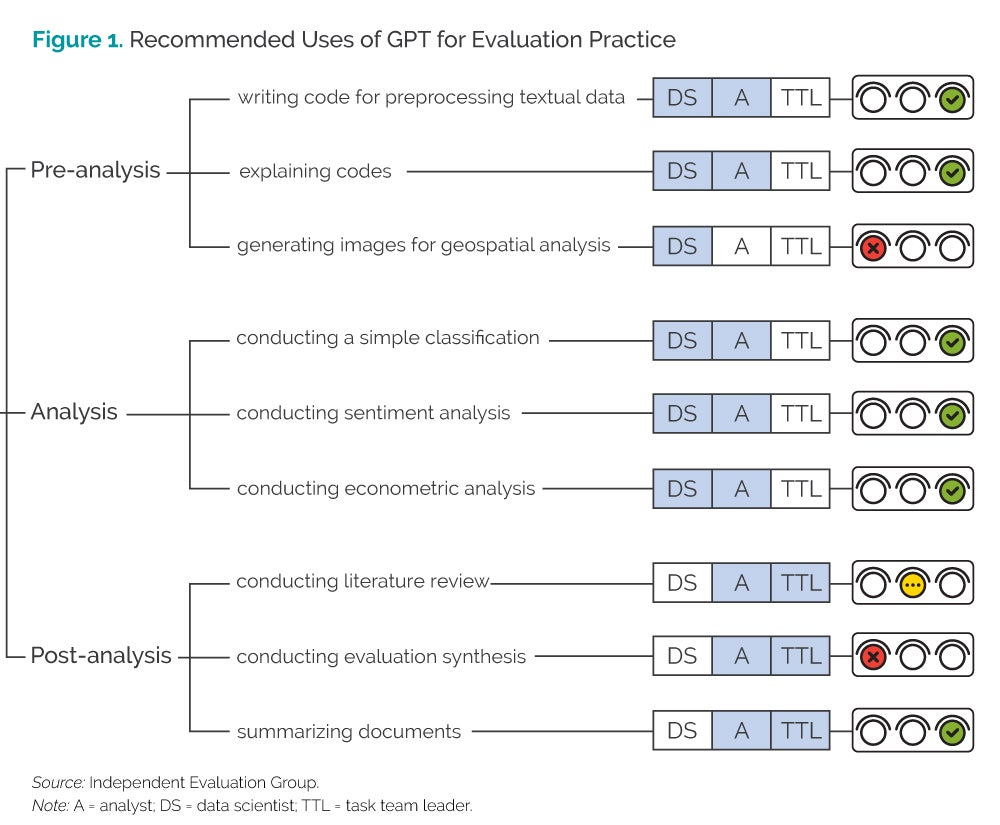 Figure 1. Recommended Uses of GPT for Evaluation Practice
writing code for preprocessing textual data DS A TTL
Pre-analysis
explaining codes DS A TTL
generating images for geospatial analysis DS A TTL
conducting a simple classification DS A TTL
Analysis
conducting sentiment analysis DS A TTL
conducting econometric analysis DS A TTL
conducting literature review DS A TTL
Post-analysis
conducting evaluation synthesis DS A TTL
summarizing documents DS A TTL
Source: Independent Evaluation Group.
Note: A = analyst; DS = data scientist; TTL = task team leader.